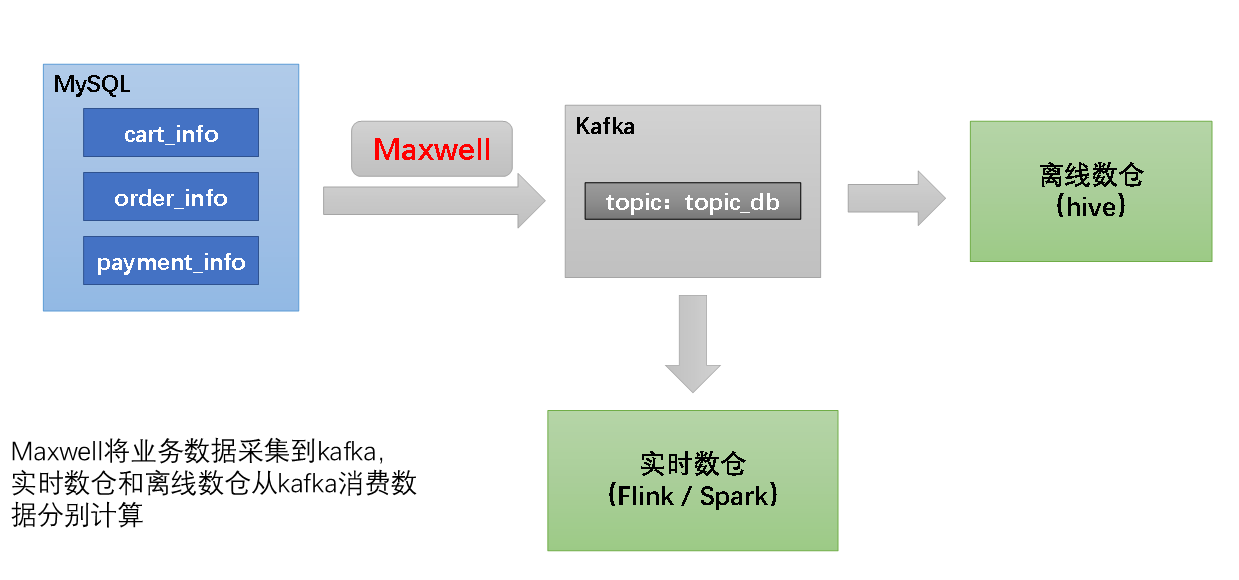 MySQL
cart_info
order_info
payment_info
Maxwell
Kafka
topic：topic_db
离线数仓
（hive）
实时数仓
（Flink / Spark）
Maxwell将业务数据采集到kafka,
实时数仓和离线数仓从kafka消费数
据分别计算